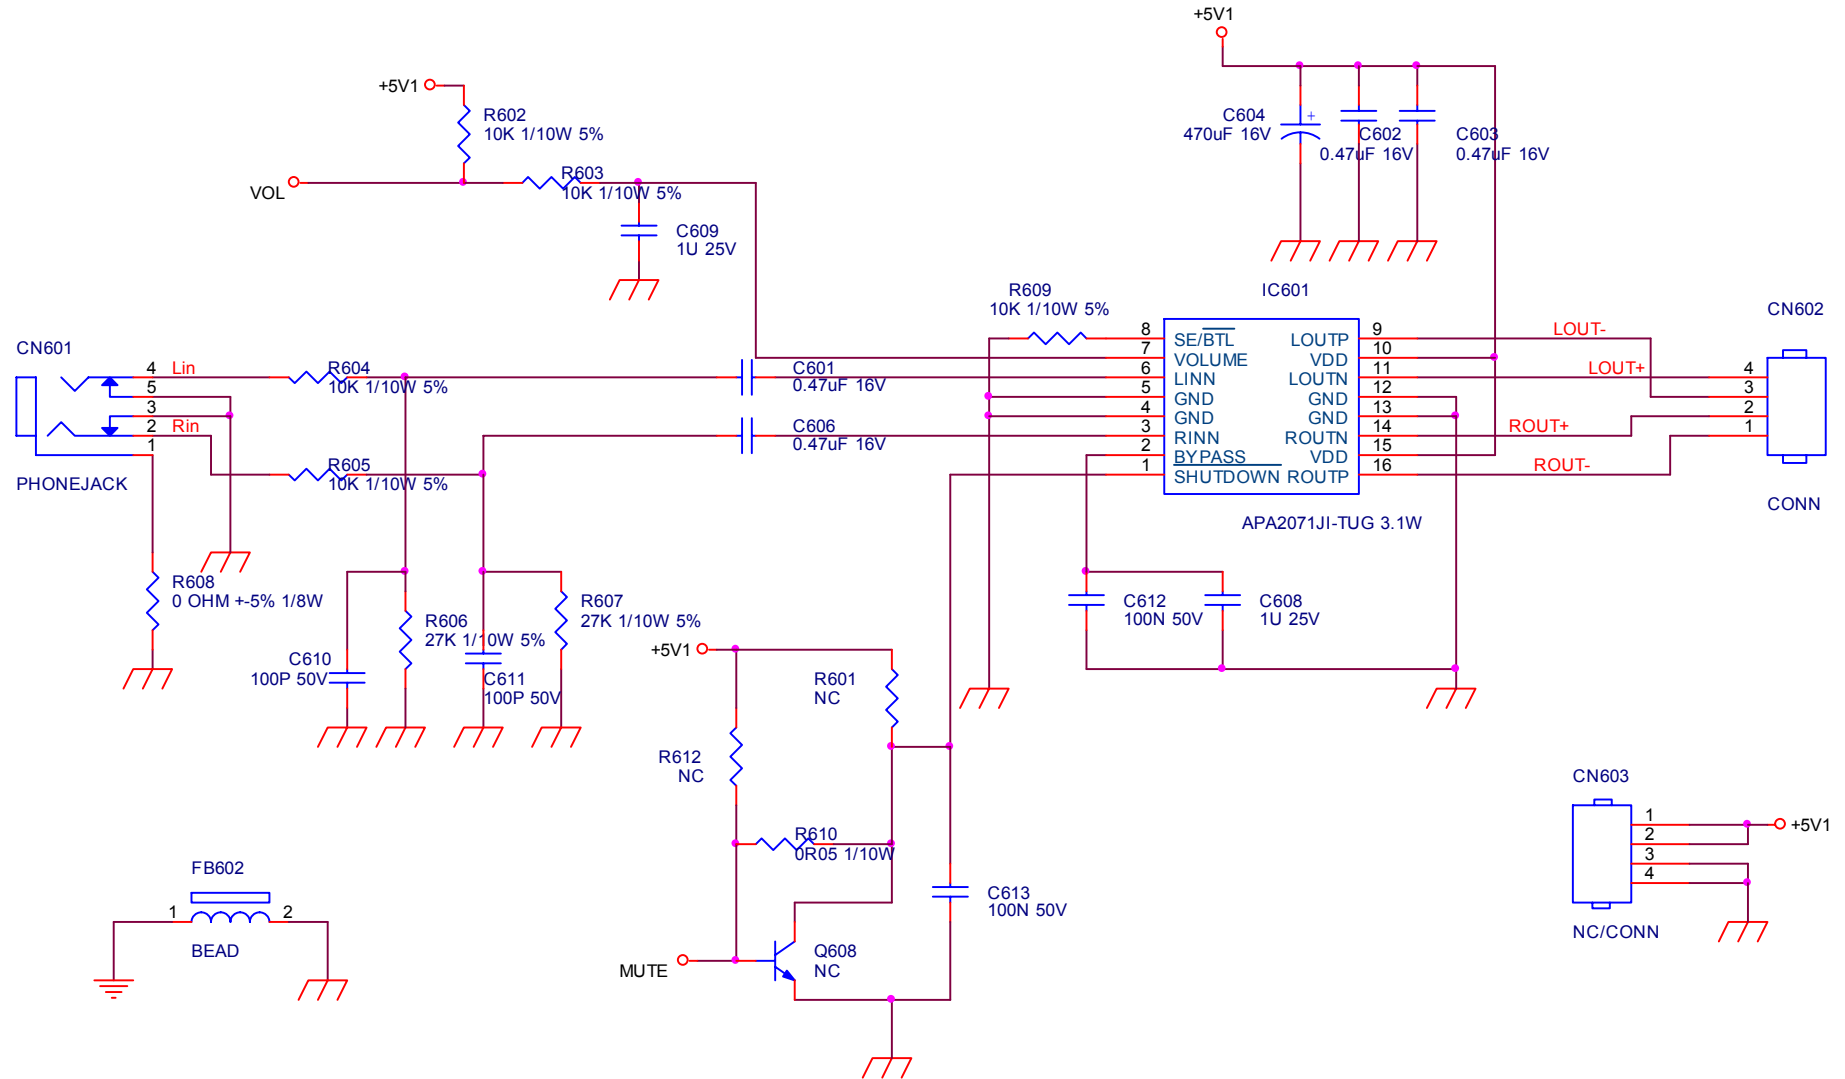 +5V1
+5V1
R602
10K 1/10W 5%
C604
470uF 16V
+
C602
0.47uF 16V
C603
0.47uF 16V
VOL
R603
10K 1/10W 5%
C609
1U 25V
R609
10K 1/10W 5%
IC601
8
7
6
5
4
3
2
1
SE/BTL
VOLUME
LINN
GND
GND
RINN
BYPASS
SHUTDOWN
LOUTP
VDD
LOUTN
GND
GND
ROUTN
VDD
ROUTP
9
10
11
12
13
14
15
16
APA2071JI-TUG 3.1W
LOUT-
LOUT+
ROUT+
ROUT-
CN602
4
3
2
1
CONN
CN601
4
5
3
2
1
Lin
Rin
PHONEJACK
R604
10K 1/10W 5%
R605
10K 1/10W 5%
C601
0.47uF 16V
C606
0.47uF 16V
R608
0 OHM +-5% 1/8W
R606
27K 1/10W 5%
R607
27K 1/10W 5%
C610
100P 50V
C611
100P 50V
C612
100N 50V
C608
1U 25V
+5V1
R601
NC
R612
NC
R610
0R05 1/10W
C613
100N 50V
MUTE
Q608
NC
FB602
1
2
BEAD
CN603
1
2
3
4
+5V1
NC/CONN